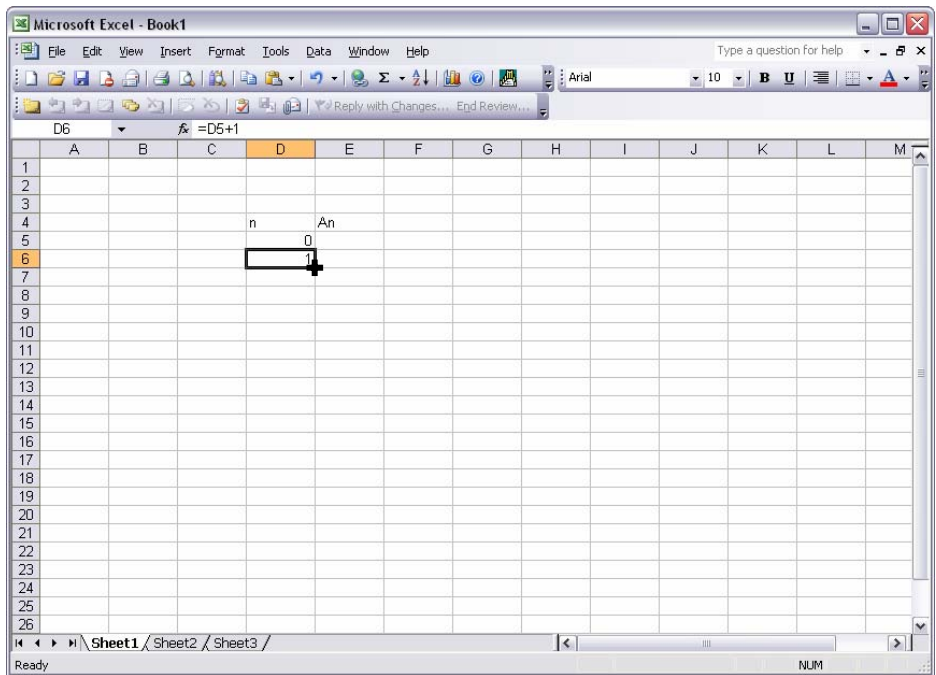 Microsoft Excel - Book1
File Edit View Insert Format Tools Data Window Help Type a question for help
Arial 10 B U A
Reply with Changes... End Review...
D6 fx =D5+1
A B C D E F G H I J K L M
1
2
3
4 n An
5 0
6 1
7
8
9
10
11
12
13
14
15
16
17
18
19
20
21
22
23
24
25
26
Sheet1 Sheet2 Sheet3
Ready NUM